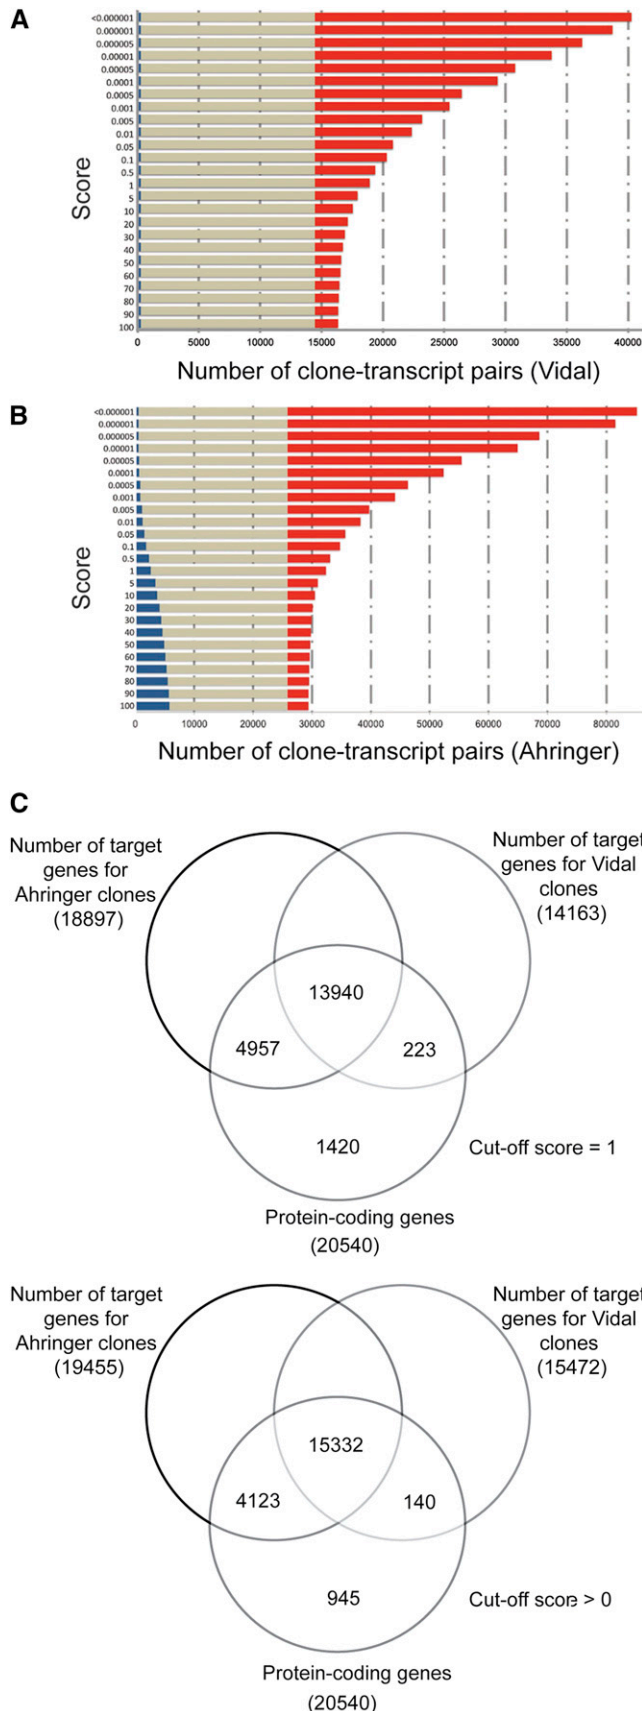 A
<0.000001
0.000001
0.000005
0.00001
0.00005
0.0001
0.0005
0.001
0.005
0.01
0.05
0.1
0.5
1
5
10
20
30
40
50
60
70
80
90
100
Score
0 5000 10000 15000 20000 25000 30000 35000 40000
Number of clone-transcript pairs (Vidal)
B
<0.000001
0.000001
0.000005
0.00001
0.00005
0.0001
0.0005
0.001
0.005
0.01
0.05
0.1
0.5
1
5
10
20
30
40
50
60
70
80
90
100
Score
0 10000 20000 30000 40000 50000 60000 70000 80000
Number of clone-transcript pairs (Ahringer)
C
Number of target
genes for
Ahringer clones
(18897)
Number of target
genes for Vidal
clones
(14163)
13940
4957
223
1420
Cut-off score = 1
Protein-coding genes
(20540)
Number of target
genes for
Ahringer clones
(19455)
Number of target
genes for Vidal
clones
(15472)
15332
4123
140
945
Cut-off score > 0
Protein-coding genes
(20540)